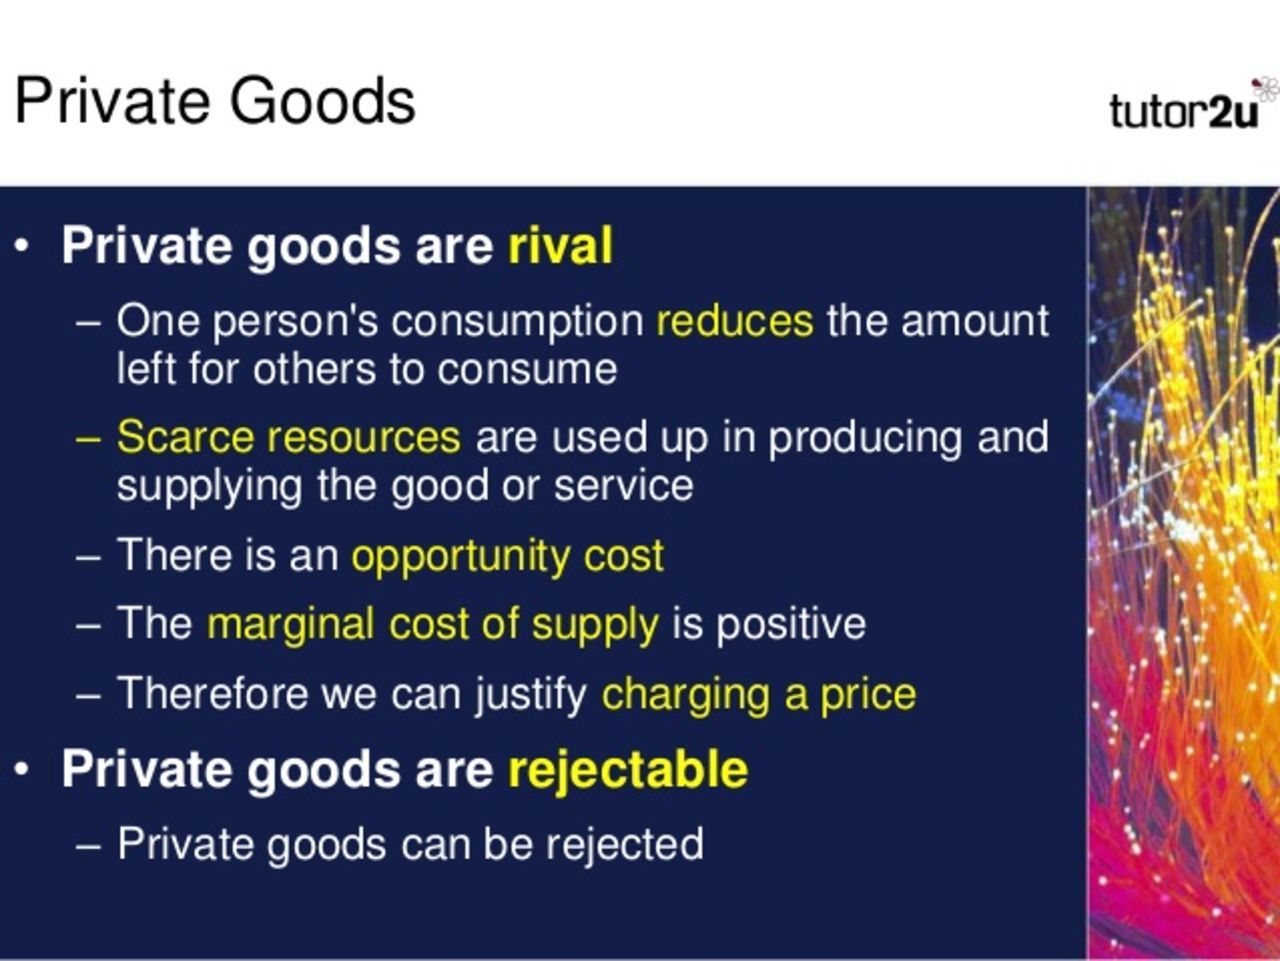 Private Goods
tutor2u
• Private goods are rival
– One person's consumption reduces the amount
left for others to consume
– Scarce resources are used up in producing and
supplying the good or service
– There is an opportunity cost
– The marginal cost of supply is positive
– Therefore we can justify charging a price
• Private goods are rejectable
– Private goods can be rejected